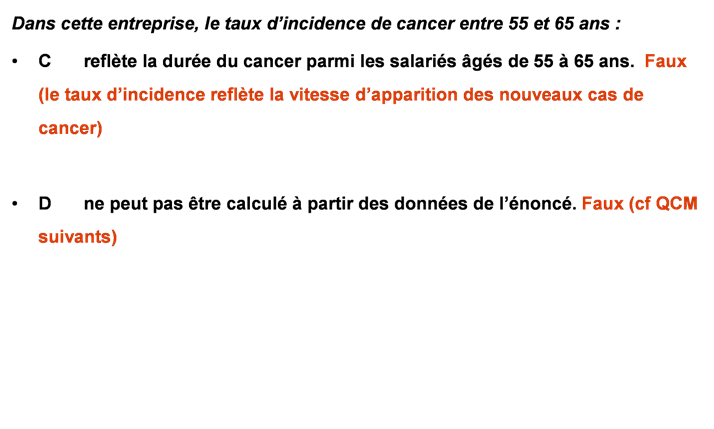 Dans cette entreprise, le taux d’incidence de cancer entre 55 et 65 ans :
• C reflète la durée du cancer parmi les salariés âgés de 55 à 65 ans. Faux
(le taux d’incidence reflète la vitesse d’apparition des nouveaux cas de
cancer)
• D ne peut pas être calculé à partir des données de l’énoncé. Faux (cf QCM
suivants)